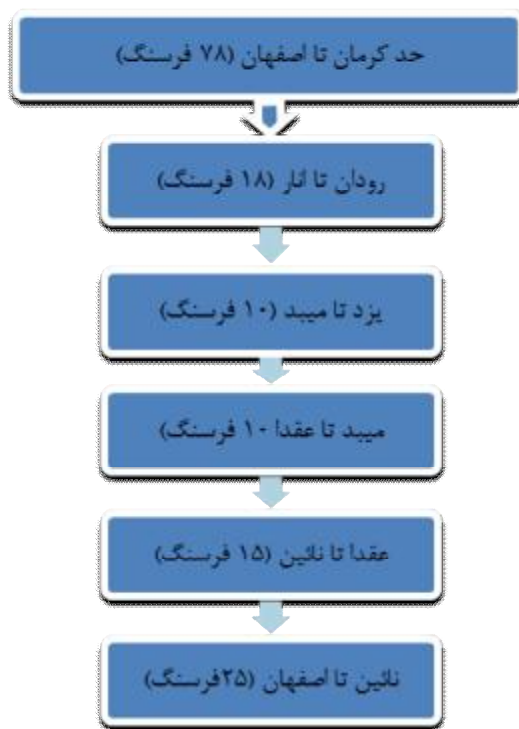 حد کرمان تا اصفهان (۷۸ فرسنگ)
رودان تا انار (۱۸ فرسنگ)
یزد تا میبد (۱۰ فرسنگ)
میبد تا عقدا ۱۰ فرسنگ)
عقدا تا نائین (۱۵ فرسنگ)
نائین تا اصفهان (۲۵فرسنگ)